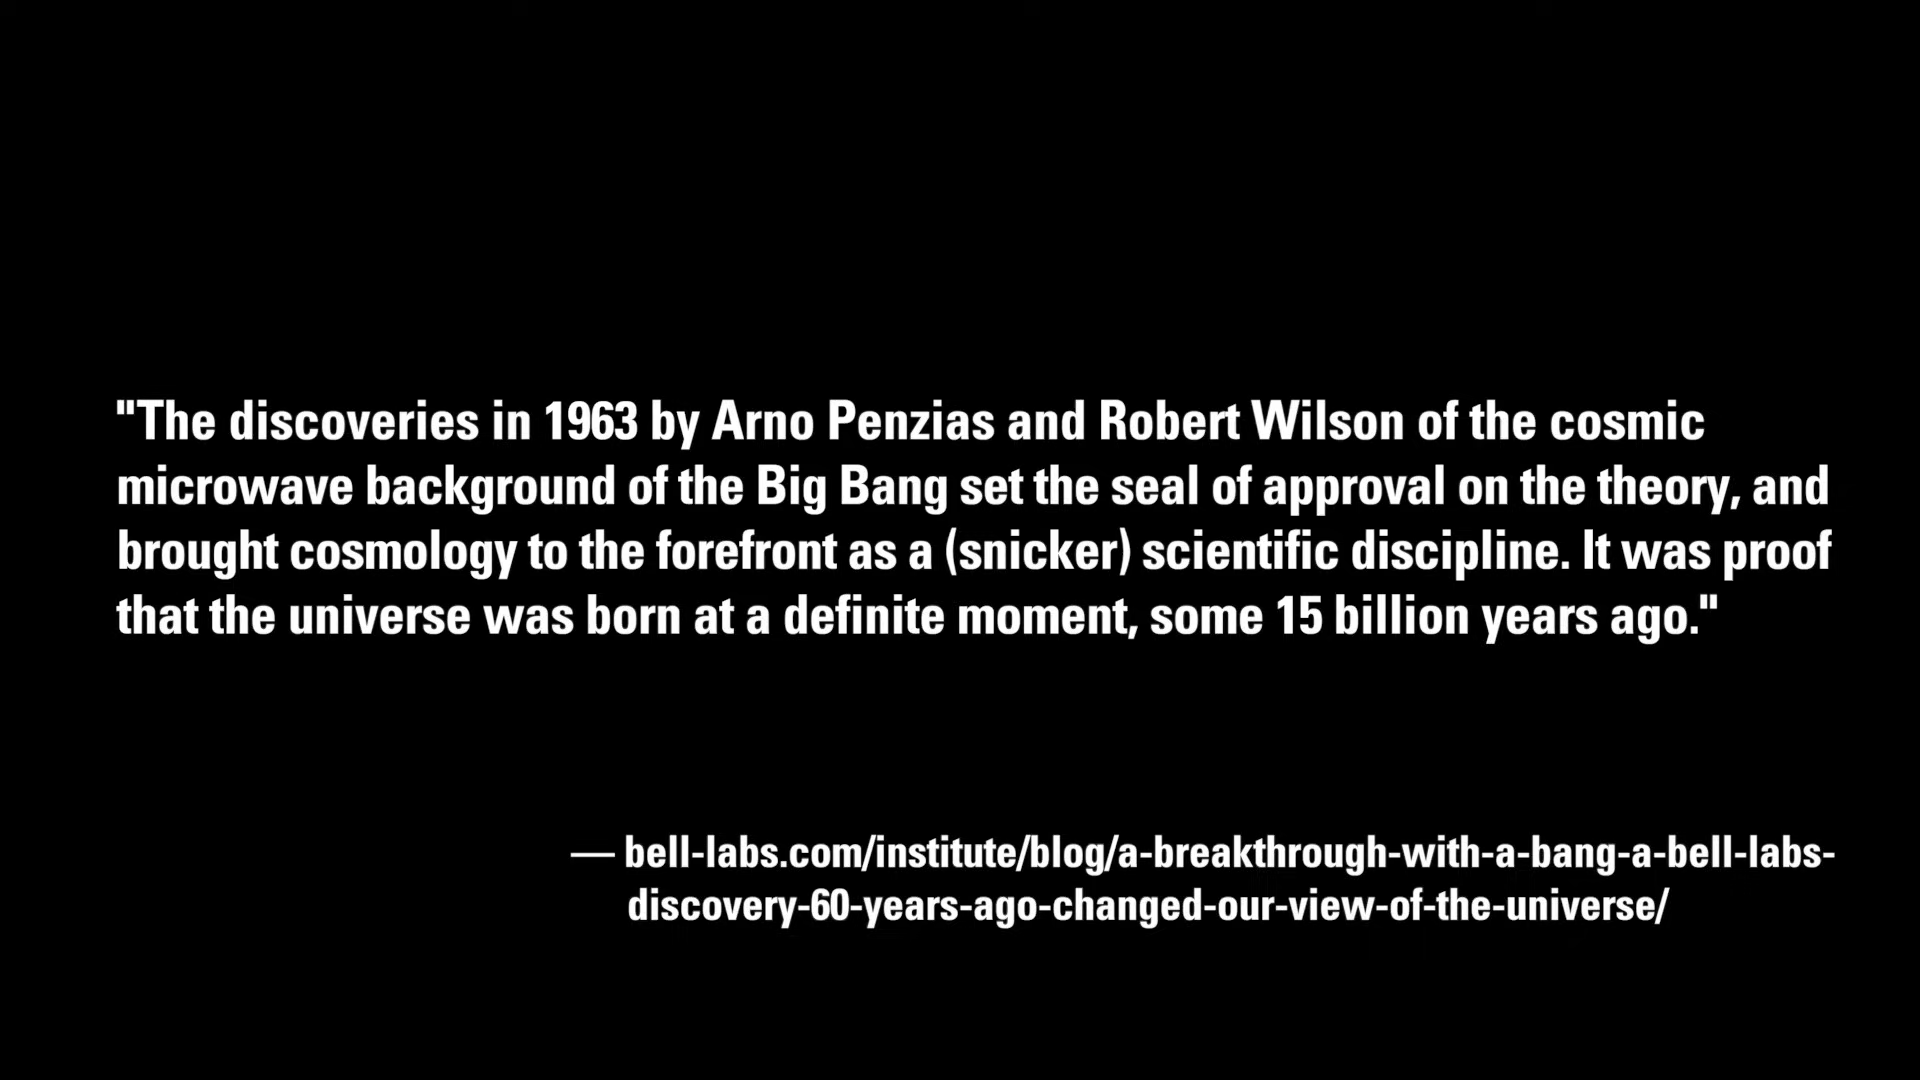 "The discoveries in 1963 by Arno Penzias and Robert Wilson of the cosmic
microwave background of the Big Bang set the seal of approval on the theory, and
brought cosmology to the forefront as a (snicker) scientific discipline. It was proof
that the universe was born at a definite moment, some 15 billion years ago."
— bell-labs.com/institute/blog/a-breakthrough-with-a-bang-a-bell-labs-
discovery-60-years-ago-changed-our-view-of-the-universe/